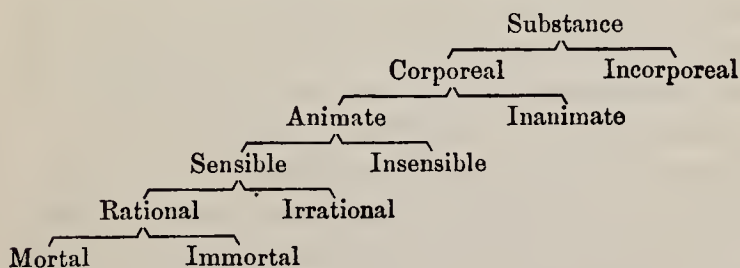 Substance
Corporeal Incorporeal
Animate Inanimate
Sensible Insensible
Rational Irrational
Mortal Immortal